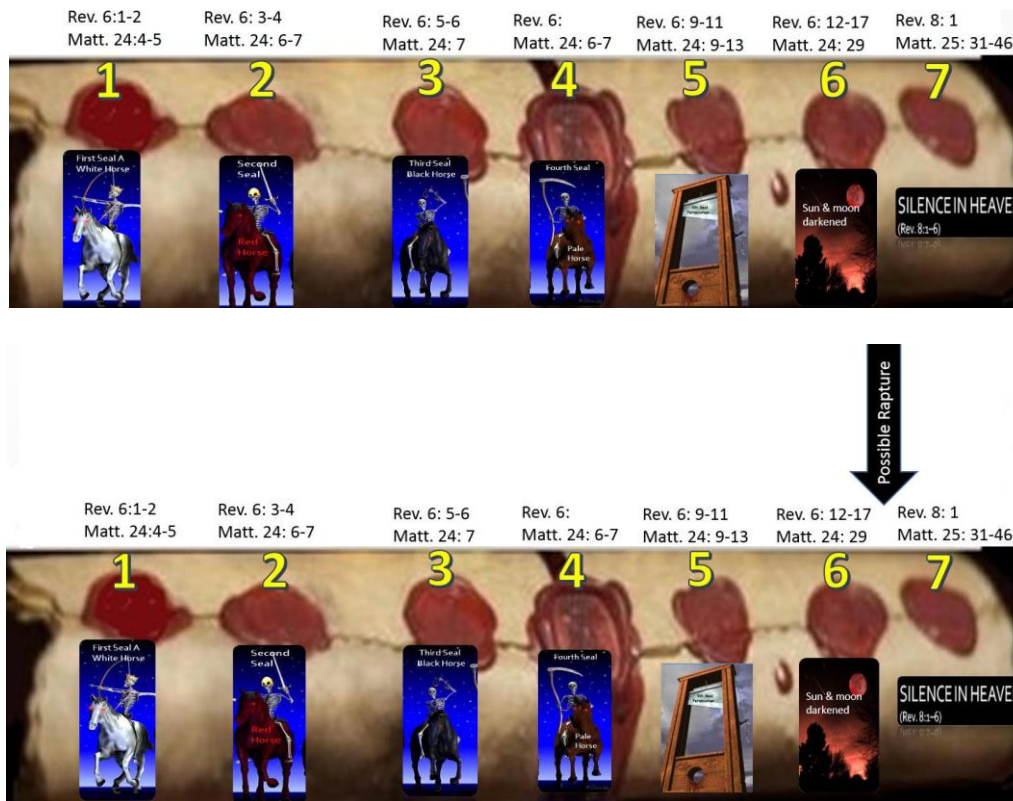 Rev. 6:1-2
Matt. 24:4-5
Rev. 6: 3-4
Matt. 24: 6-7
Rev. 6: 5-6
Matt. 24: 7
Rev. 6:
Matt. 24: 6-7
Rev. 6: 9-11
Matt. 24: 9-13
Rev. 6: 12-17
Matt. 24: 29
Rev. 8: 1
Matt. 25: 31-46
1
2
3
4
5
6
7
First Seal A
White Horse
Second
Seal
Red
Horse
Third Seal
Black Horse
Fourth Seal
Pale
Horse
Sun & moon
darkened
SILENCE IN HEAVE
(Rev. 8:1–6)
Possible Rapture
Rev. 6:1-2
Matt. 24:4-5
Rev. 6: 3-4
Matt. 24: 6-7
Rev. 6: 5-6
Matt. 24: 7
Rev. 6:
Matt. 24: 6-7
Rev. 6: 9-11
Matt. 24: 9-13
Rev. 6: 12-17
Matt. 24: 29
Rev. 8: 1
Matt. 25: 31-46
1
2
3
4
5
6
7
First Seal A
White Horse
Second
Seal
Red
Horse
Third Seal
Black Horse
Fourth Seal
Pale
Horse
Sun & moon
darkened
SILENCE IN HEAVE
(Rev. 8:1–6)